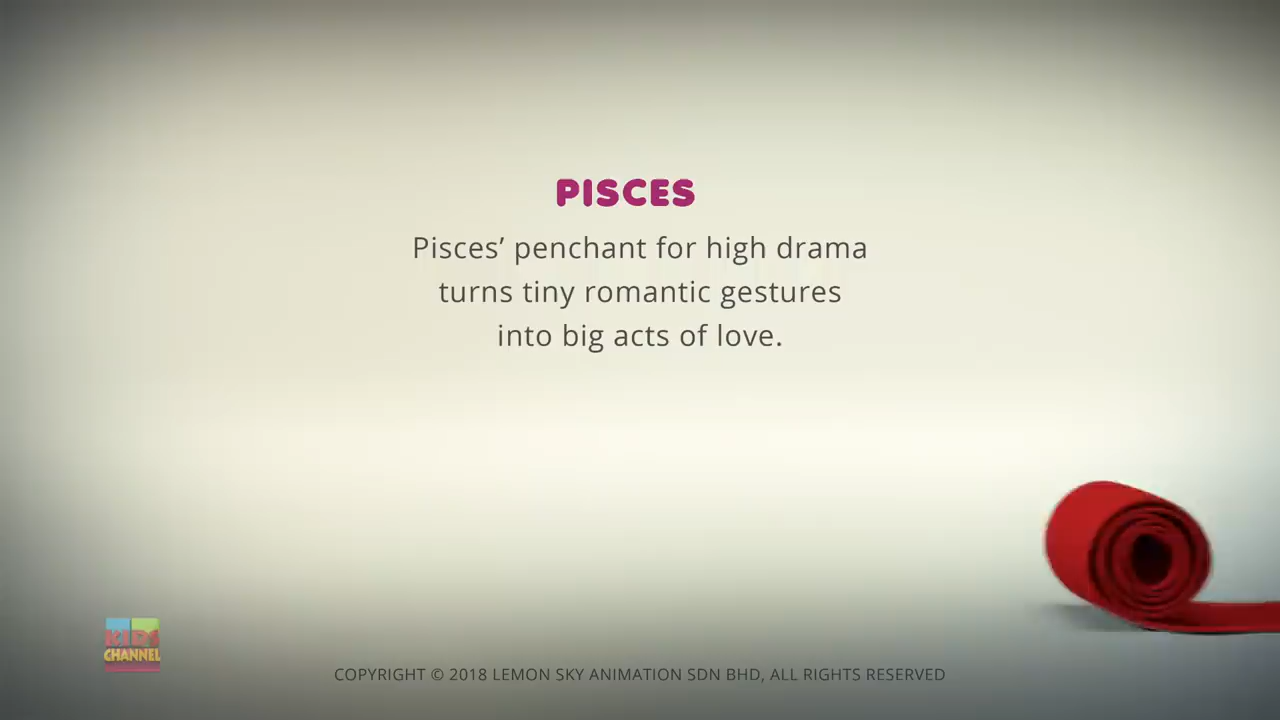 PISCES
Pisces’ penchant for high drama
turns tiny romantic gestures
into big acts of love.
KIDS
CHANNEL
COPYRIGHT © 2018 LEMON SKY ANIMATION SDN BHD, ALL RIGHTS RESERVED